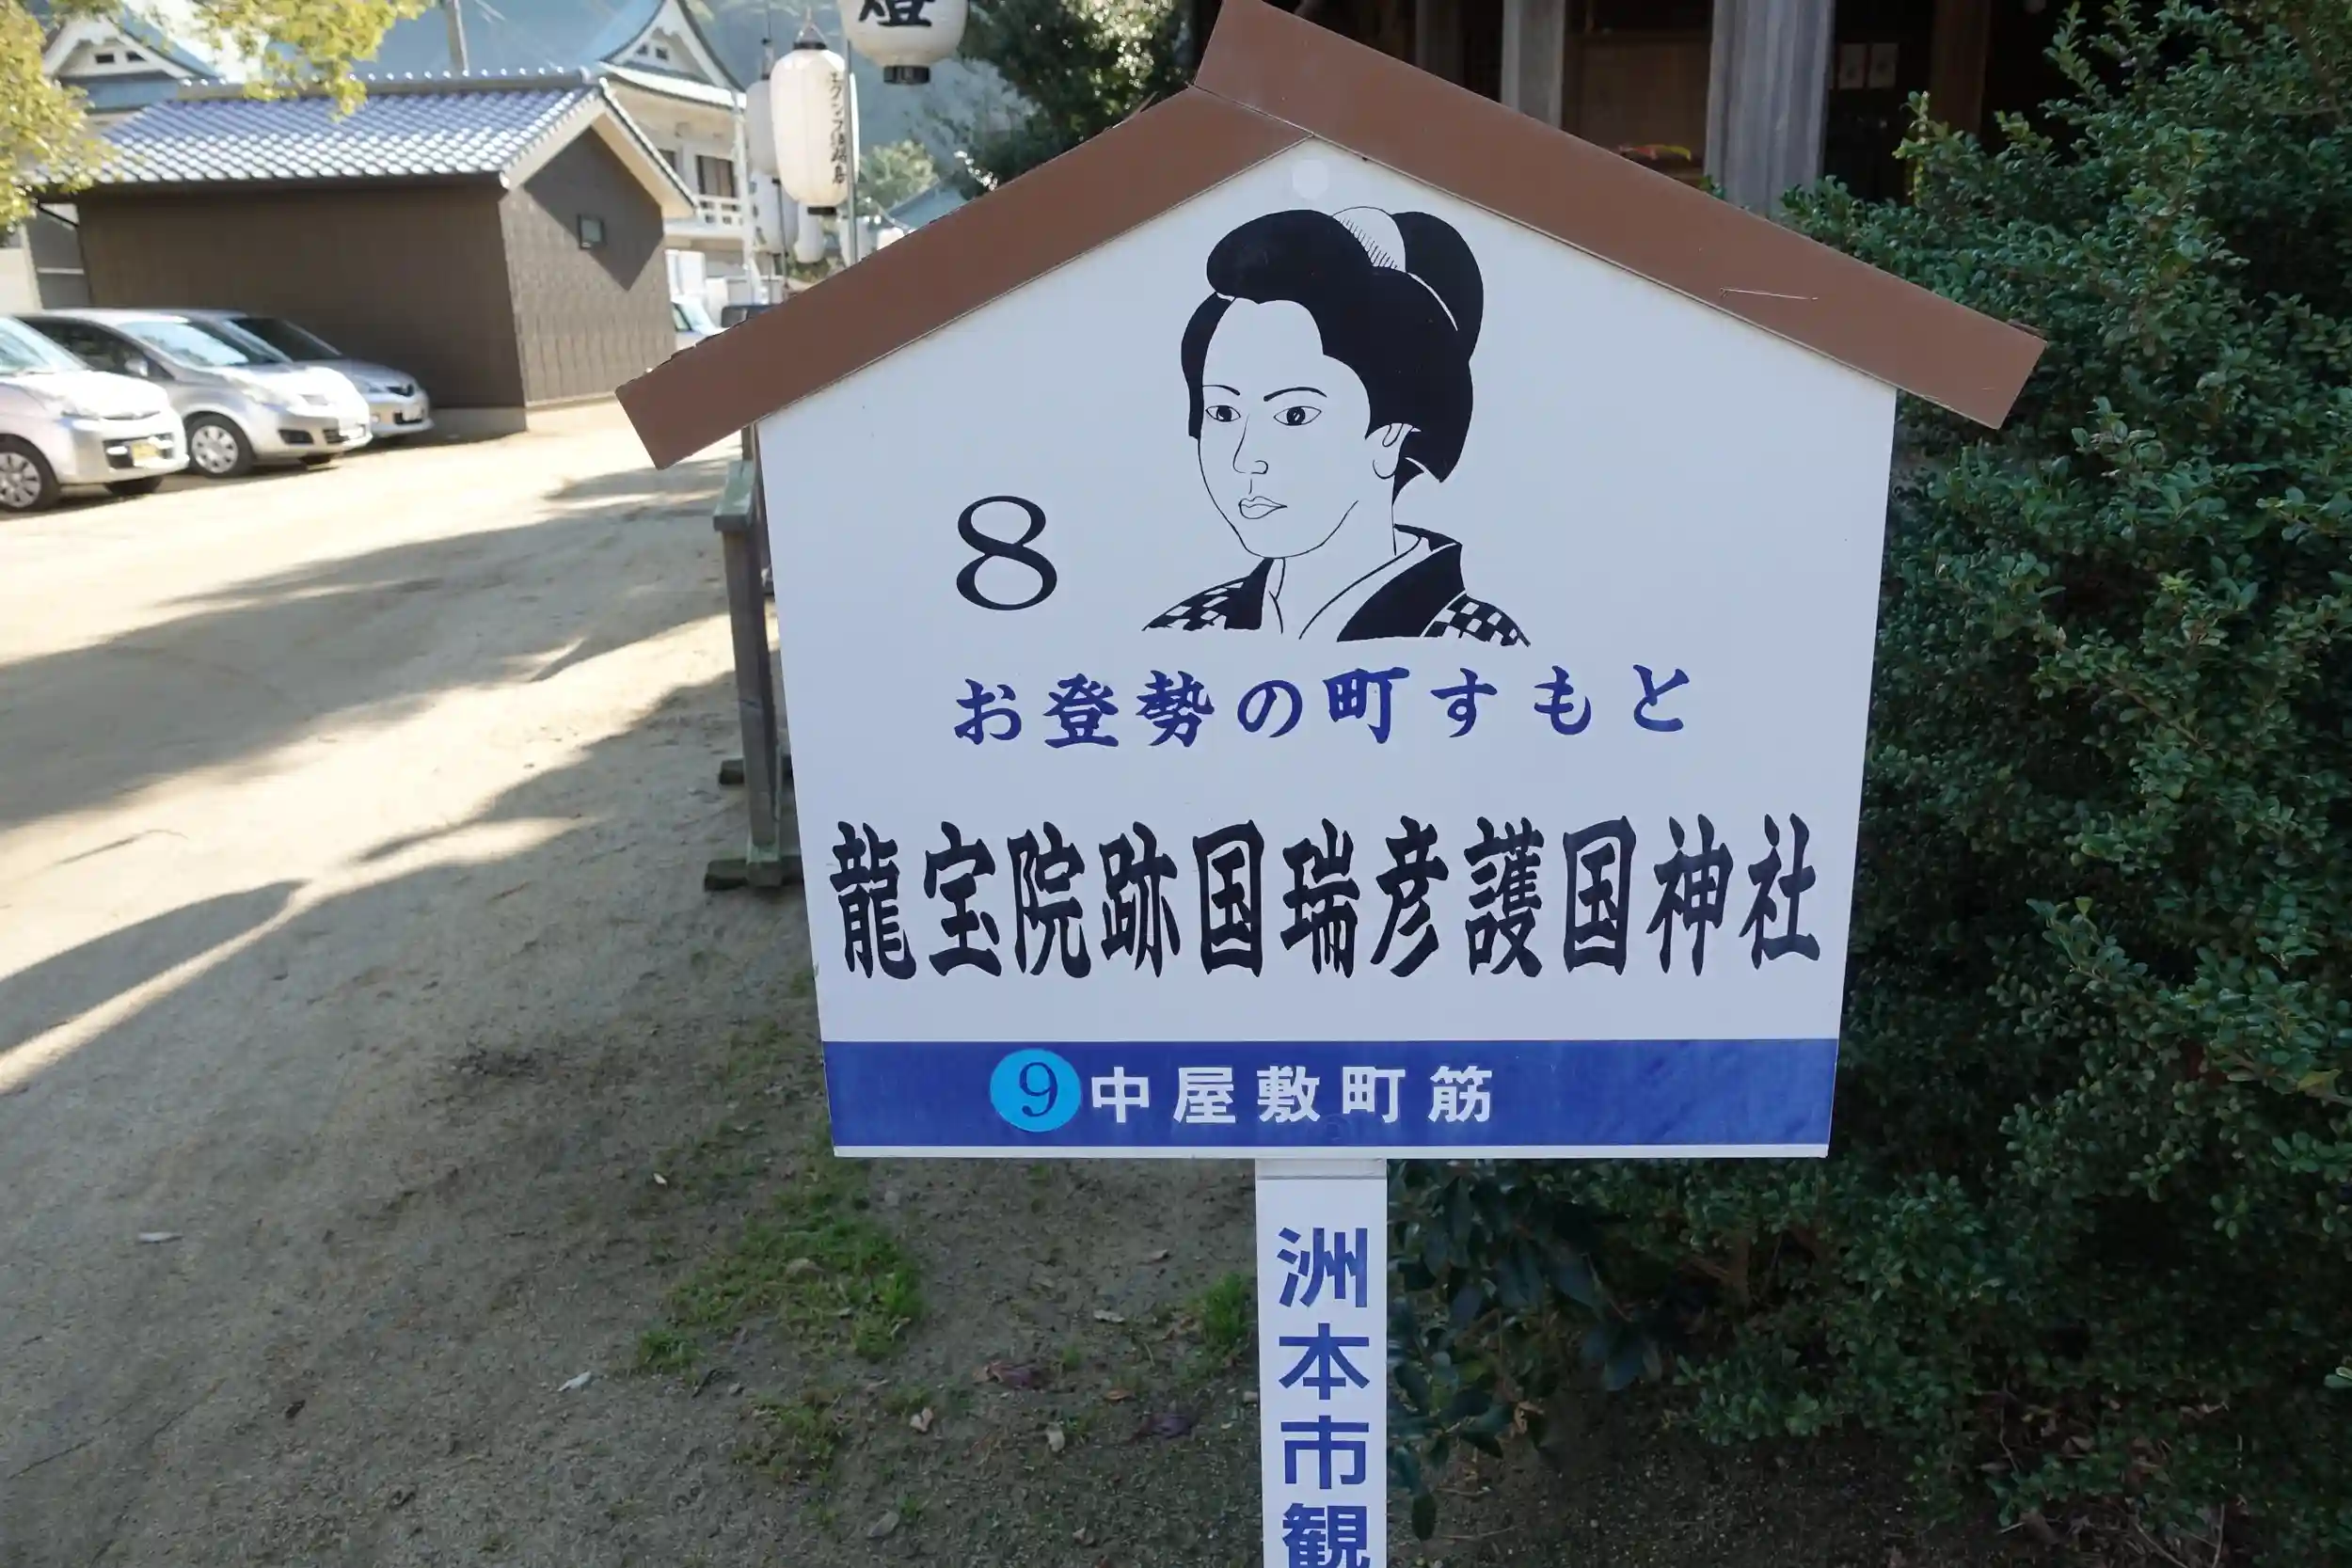 燈
8
お登勢の町すもと
龍宝院跡国瑞彦護国神社
9 中屋敷町筋
洲本市観